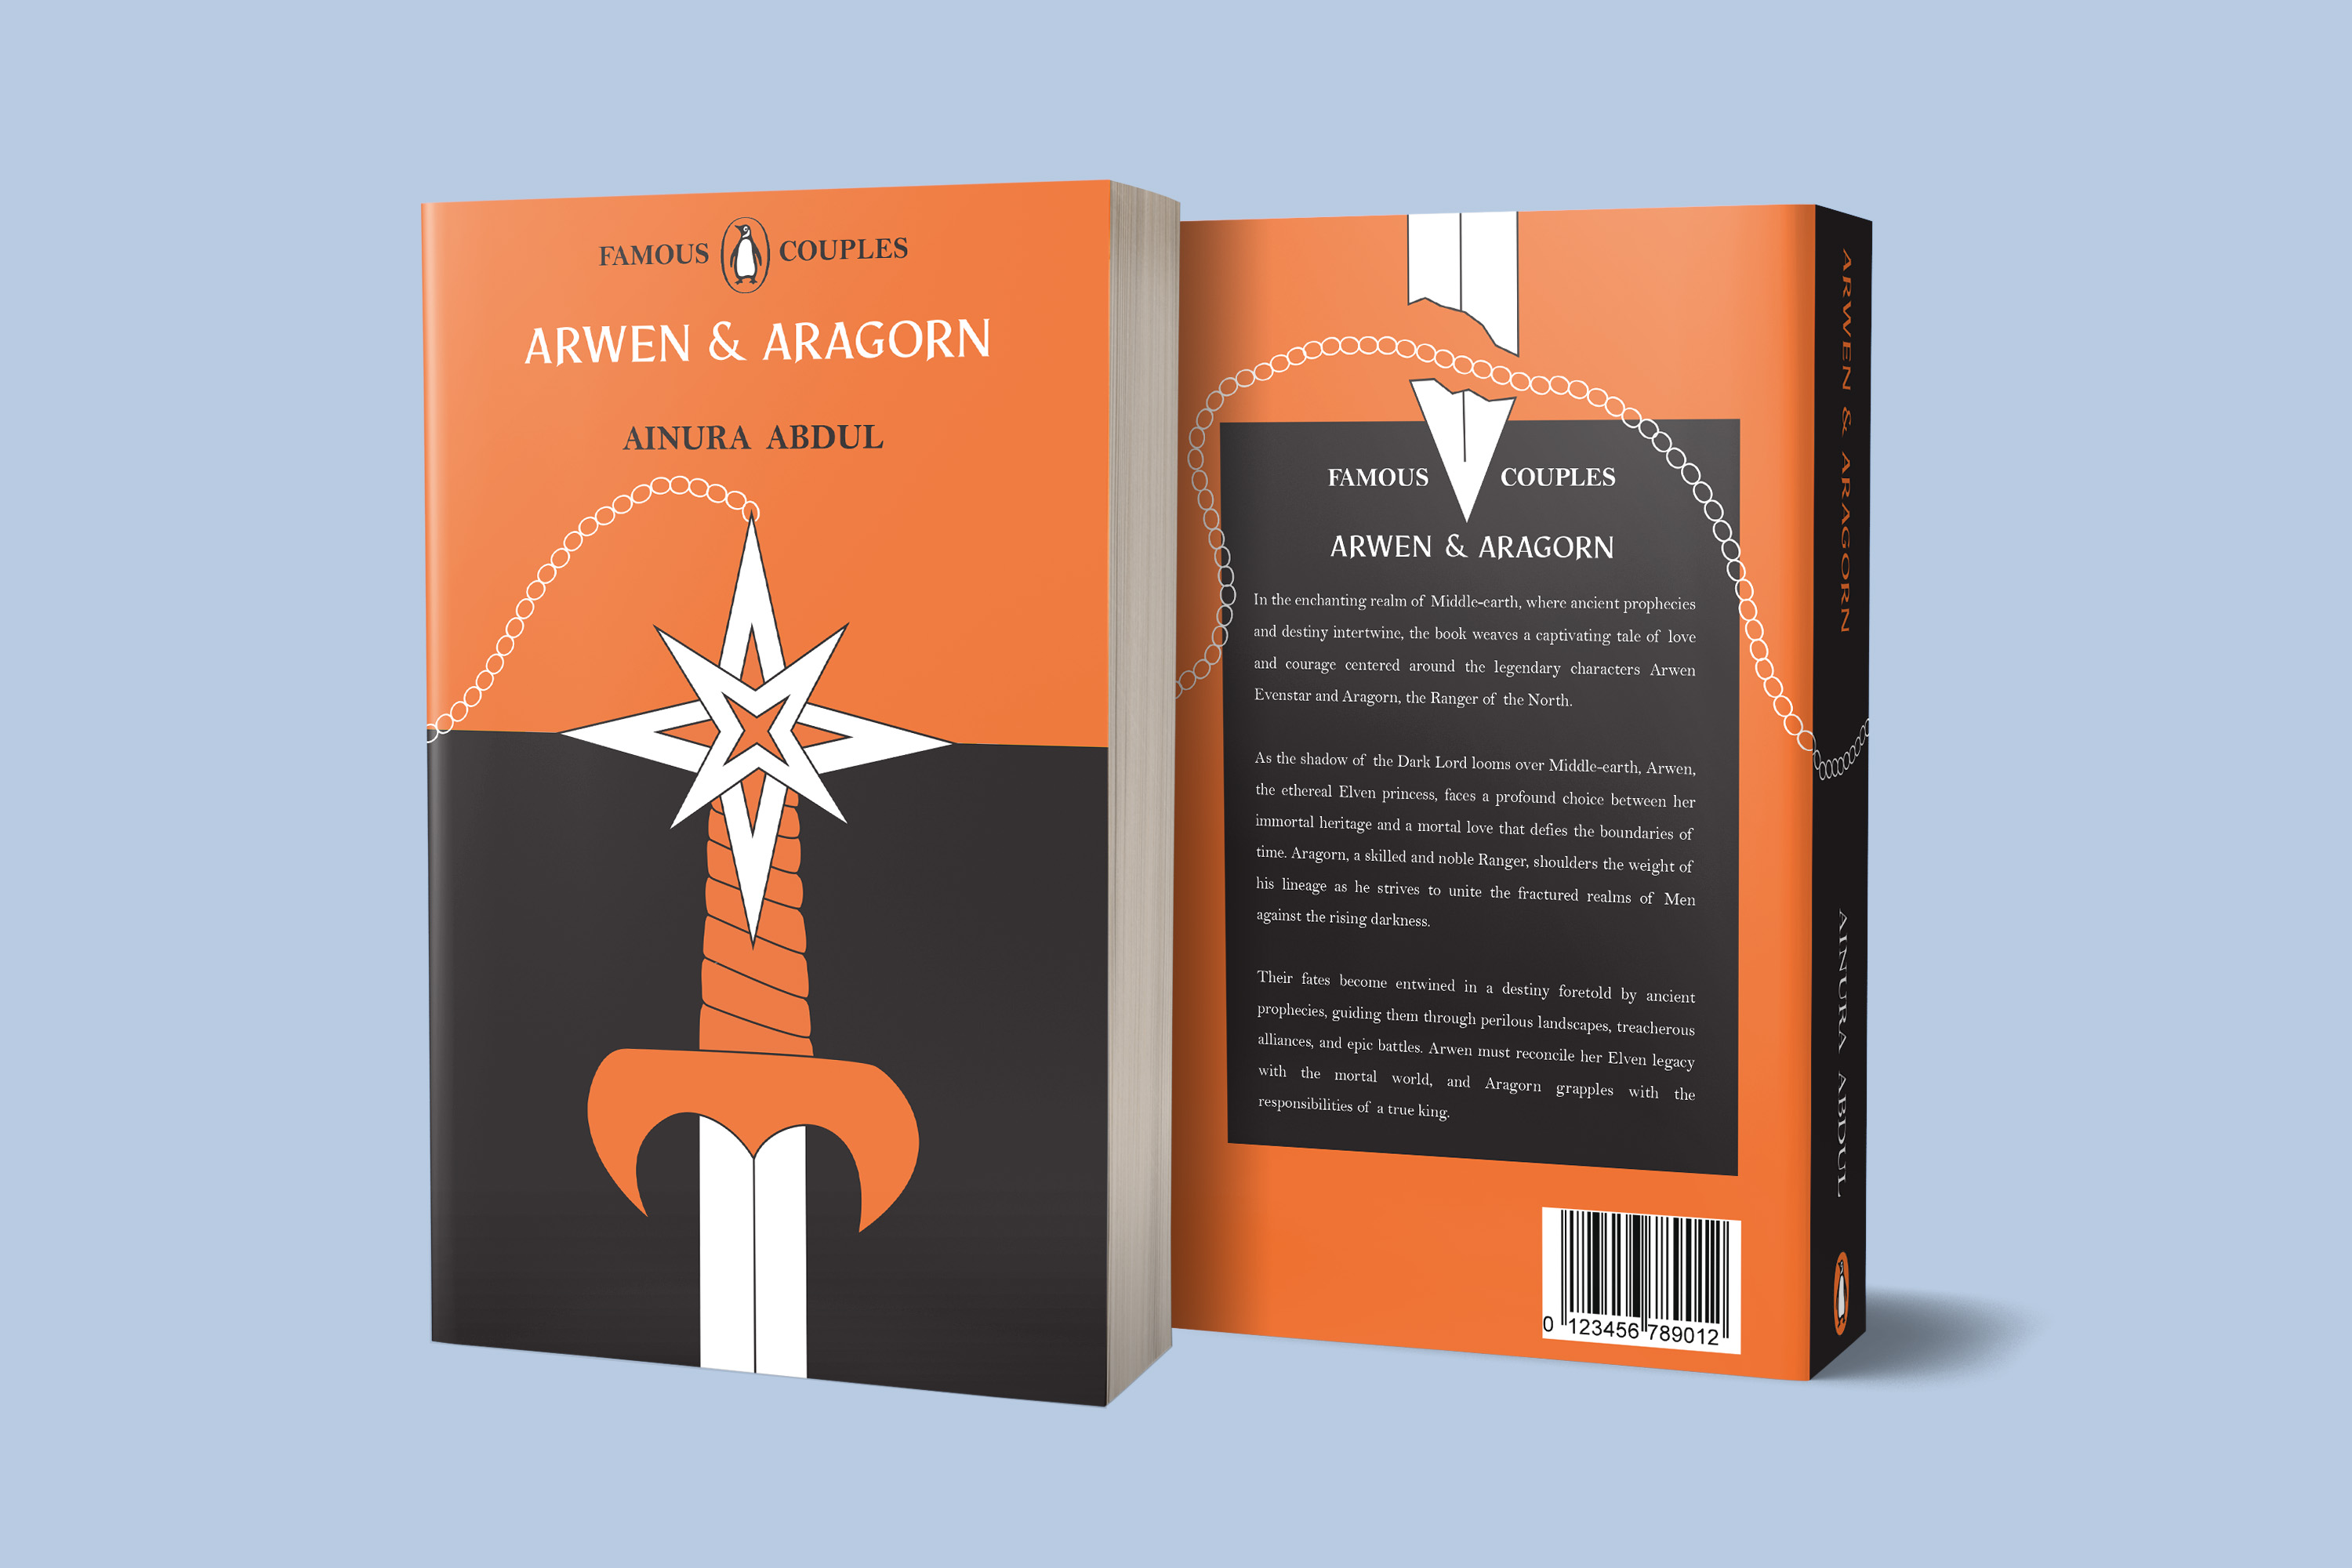 FAMOUS COUPLES
ARWEN & ARAGORN
AINURA ABDUL
FAMOUS COUPLES
ARWEN & ARAGORN
In the enchanting realm of Middle-earth, where ancient prophecies
and destiny intertwine, the book weaves a captivating tale of love
and courage centered around the legendary characters Arwen
Evenstar and Aragorn, the Ranger of the North.
As the shadow of the Dark Lord looms over Middle-earth, Arwen,
the ethereal Elven princess, faces a profound choice between her
immortal heritage and a mortal love that defies the boundaries of
time. Aragorn, a skilled and noble Ranger, shoulders the weight of
his lineage as he strives to unite the fractured realms of Men
against the rising darkness.
Their fates become entwined in a destiny foretold by ancient
prophecies, guiding them through perilous landscapes, treacherous
alliances, and epic battles. Arwen must reconcile her Elven legacy
with the mortal world, and Aragorn grapples with the
responsibilities of a true king.
0 123456 789012
ARWEN & ARAGORN
AINURA ABDUL